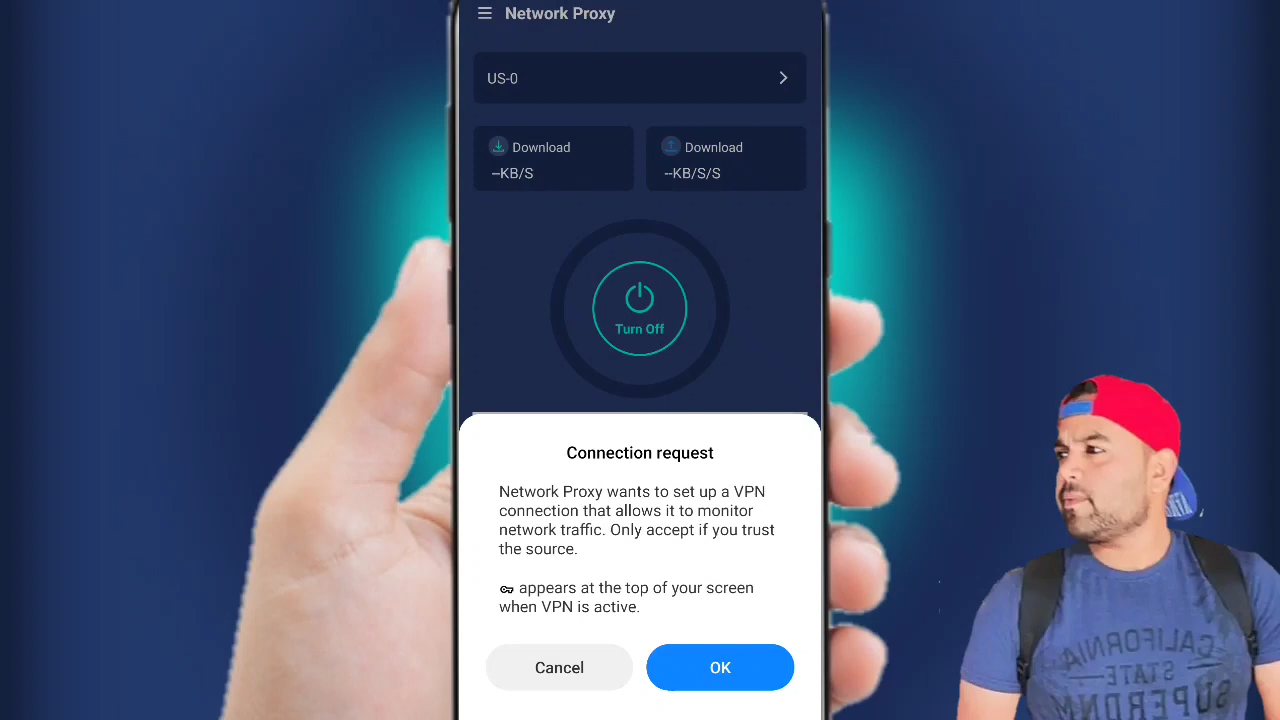 Network Proxy
US-0
Download
--KB/S
Download
--KB/S/S
Turn Off
Connection request
Network Proxy wants to set up a VPN
connection that allows it to monitor
network traffic. Only accept if you trust
the source.
appears at the top of your screen
when VPN is active.
Cancel
OK
CALIFORNIA
STATE
SUPERDRY